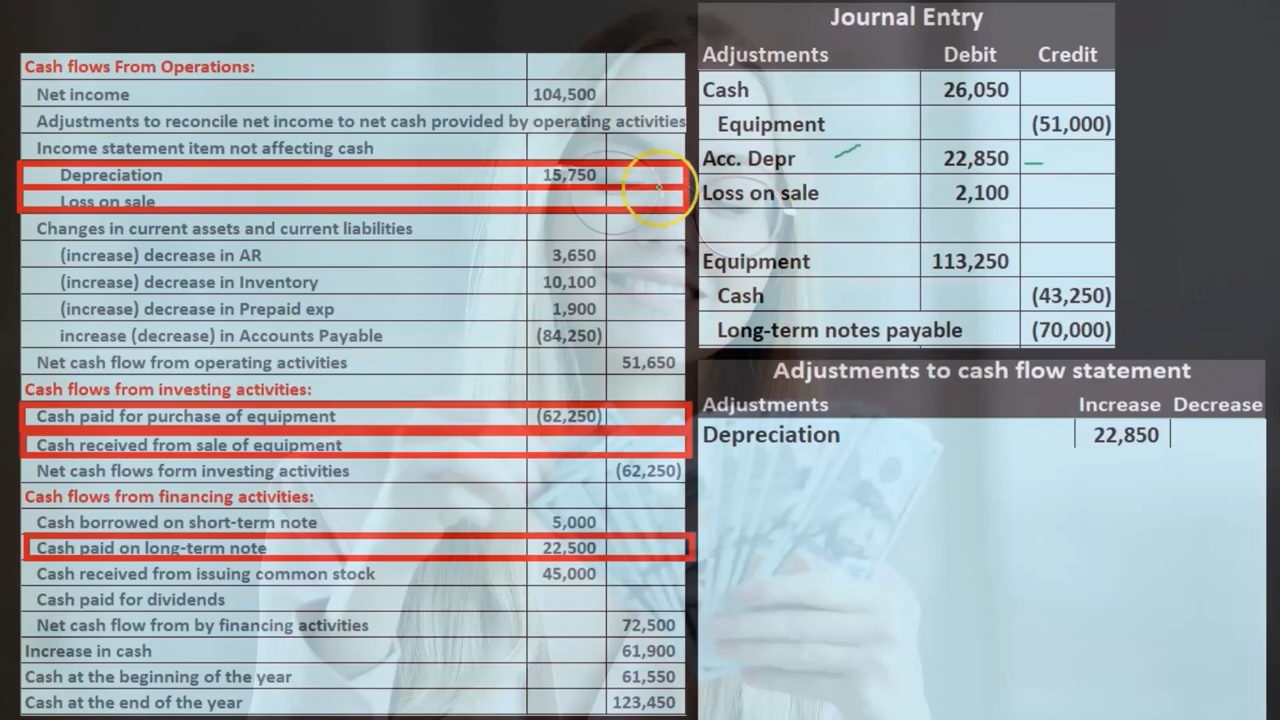 Cash flows From Operations:
Net income 104,500
Adjustments to reconcile net income to net cash provided by operating activities
Income statement item not affecting cash
Depreciation 15,750
Loss on sale
Changes in current assets and current liabilities
(increase) decrease in AR 3,650
(increase) decrease in Inventory 10,100
(increase) decrease in Prepaid exp 1,900
increase (decrease) in Accounts Payable (84,250)
Net cash flow from operating activities 51,650
Cash flows from investing activities:
Cash paid for purchase of equipment (62,250)
Cash received from sale of equipment
Net cash flows form investing activities (62,250)
Cash flows from financing activities:
Cash borrowed on short-term note 5,000
Cash paid on long-term note 22,500
Cash received from issuing common stock 45,000
Cash paid for dividends
Net cash flow from by financing activities 72,500
Increase in cash 61,900
Cash at the beginning of the year 61,550
Cash at the end of the year 123,450
Journal Entry
Adjustments Debit Credit
Cash 26,050
Equipment (51,000)
Acc. Depr 22,850
Loss on sale 2,100
Equipment 113,250
Cash (43,250)
Long-term notes payable (70,000)
Adjustments to cash flow statement
Adjustments Increase Decrease
Depreciation 22,850